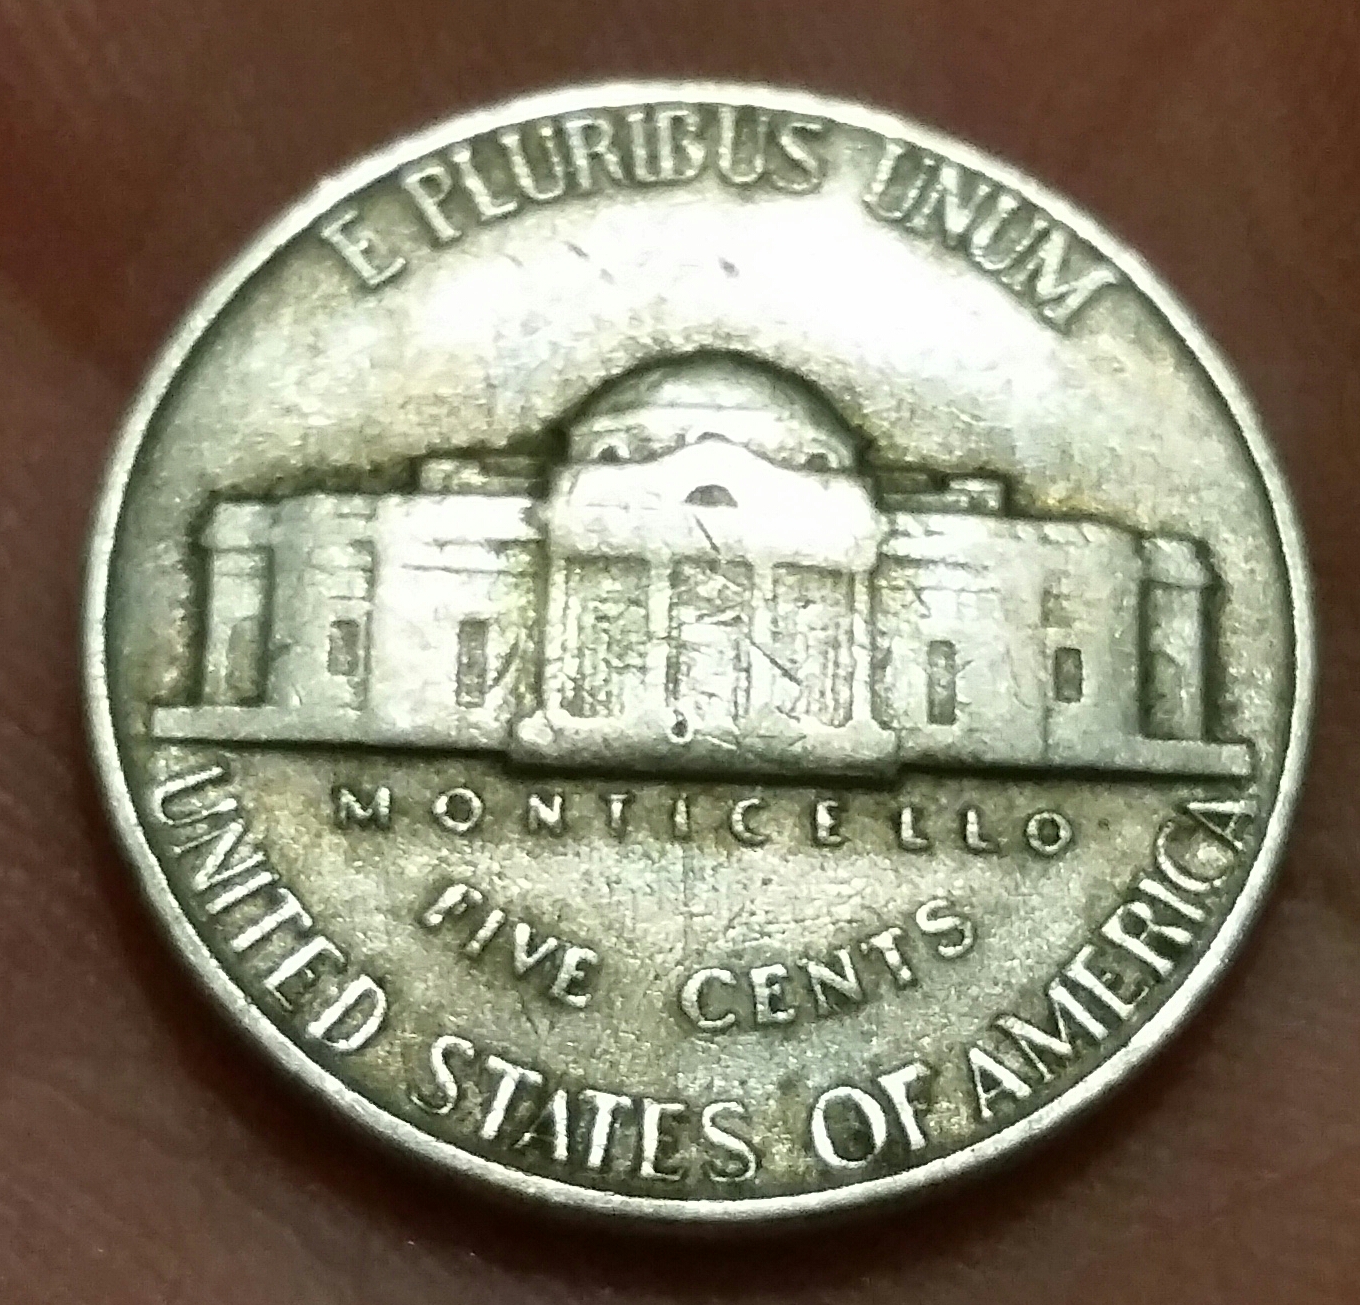 E PLURIBUS UNUM
MONTICELLO
FIVE CENTS
UNITED STATES OF AMERICA